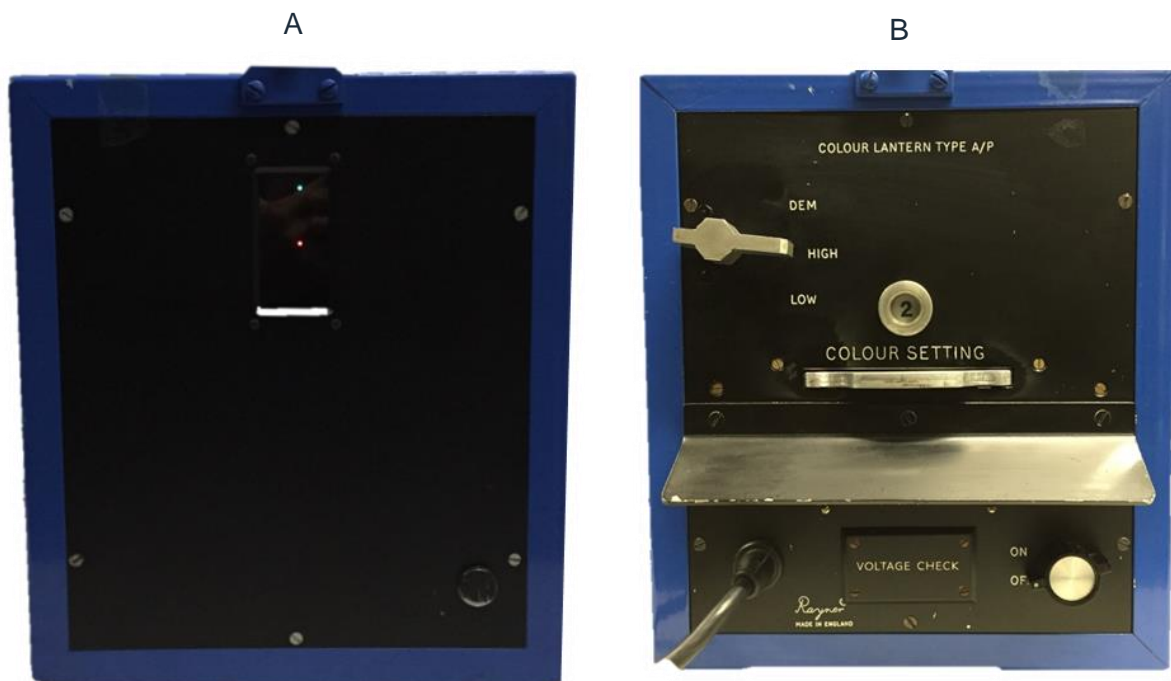 A
B
COLOUR LANTERN TYPE A/P
DEM
HIGH
LOW
2
COLOUR SETTING
ON
VOLTAGE CHECK
OF
Rayner
MADE IN ENGLAND